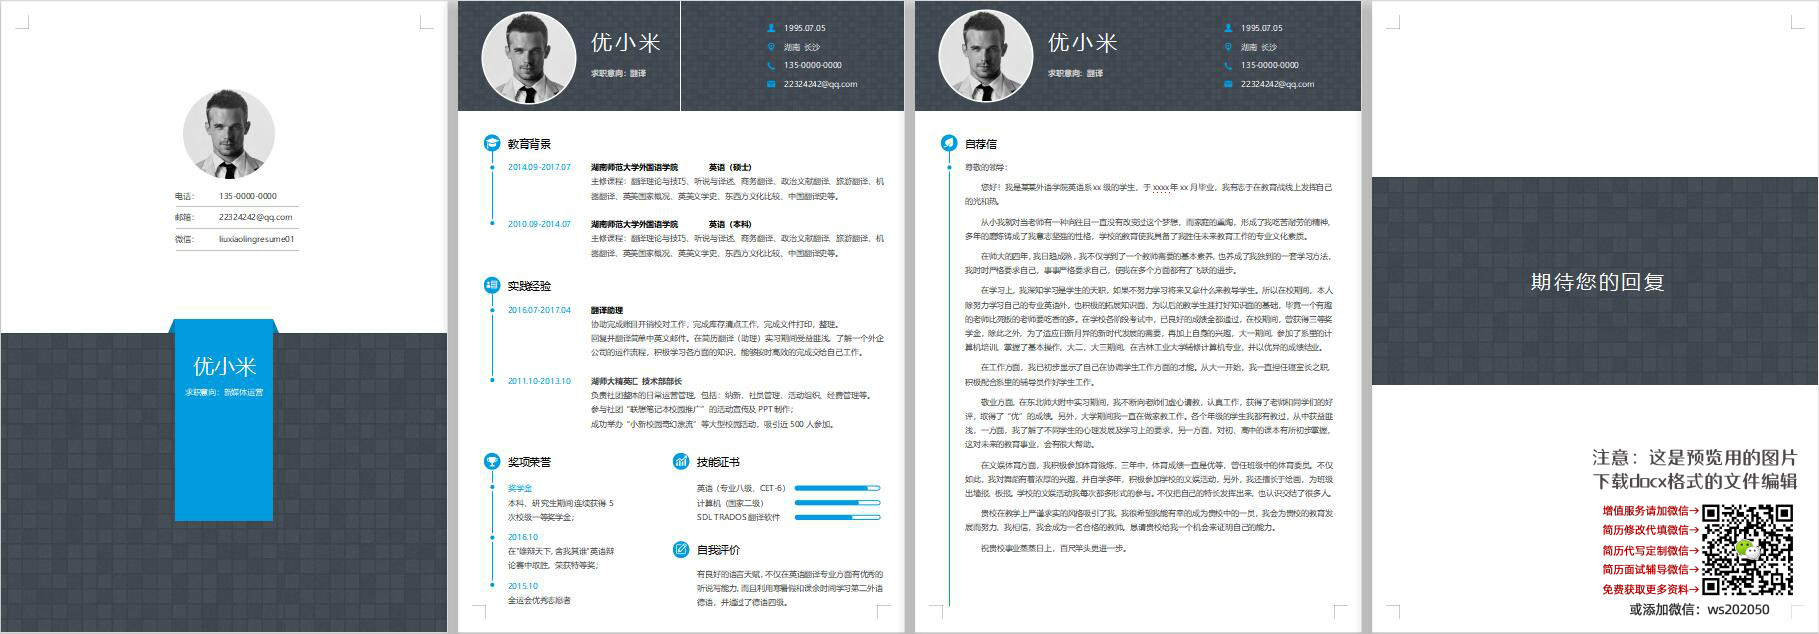 电话： 135-0000-0000
邮箱： 22324242@qq.com
微信： liuxiaolingresume01
优小米
求职意向：新媒体运营
优小米
求职意向：翻译
1995.07.05
湖南 长沙
135-0000-0000
22324242@qq.com
教育背景
2014.09-2017.07 湖南师范大学外国语学院 英语（硕士）
主修课程：翻译理论与技巧、听说与译述、商务翻译、政治文献翻译、旅游翻译、机
器翻译、英美国家概况、英美文学史、东西方文化比较、中国翻译史等。
2010.09-2014.07 湖南师范大学外国语学院 英语（本科）
主修课程：翻译理论与技巧、听说与译述、商务翻译、政治文献翻译、旅游翻译、机
器翻译、英美国家概况、英美文学史、东西方文化比较、中国翻译史等。
实践经验
2016.07-2017.04 翻译助理
协助完成账目开销校对工作，完成库存清点工作，完成文件打印，整理。
回复并翻译简单中英文邮件。在简历翻译（助理）实习期间受益匪浅，了解一个外企
公司的运作流程，积极学习各方面的知识，能够按时高效的完成交给自己工作。
2011.10-2013.10 湖师大精英汇 技术部部长
负责社团整体的日常运营管理，包括：纳新、社员管理、活动组织、经费管理等。
参与社团“联想笔记本校园推广”的活动宣传及 PPT 制作；
成功举办“小新校园奇幻漂流”等大型校园活动，吸引近 500 人参加。
奖项荣誉
奖学金
本科、研究生期间连续获得 5
次校级一等奖学金；
2016.10
在“雄辩天下，舍我其谁”英语辩
论赛中取胜，荣获特等奖；
2015.10
全运会优秀志愿者
技能证书
英语（专业八级，CET-6）
计算机（国家二级）
SDL TRADOS 翻译软件
自我评价
有良好的语言天赋，不仅在英语翻译专业方面有优秀的
听说写能力，而且利用寒暑假和课余时间学习第二外语
德语，并通过了德语四级。
优小米
求职意向：翻译
1995.07.05
湖南 长沙
135-0000-0000
22324242@qq.com
自荐信
尊敬的领导：
您好！我是某某外语学院英语系 xx 级的学生，于 xxxx 年 xx 月毕业，我有志于在教育战线上发挥自己
的光和热。
从小我就对当老师有一种向往且一直没有改变过这个梦想，而家庭的熏陶，形成了我吃苦耐劳的精神，
多年的磨炼铸成了我意志坚强的性格，学校的教育使我具备了我胜任未来教育工作的专业文化素质。
在师大的四年，我日趋成熟，我不仅学到了一个教师需要的基本素养，也养成了我独到的一套学习方法，
我时时严格要求自己，事事严格要求自己，使我在多个方面都有了飞跃的进步。
在学习上，我深知学习是学生的天职，如果不努力学习将来又拿什么来教导学生。所以在校期间，本人
除努力学习自己的专业英语外，也积极的拓展知识面，为以后的教学生涯打好知识面的基础，毕竟一个有趣
的老师比死板的老师要吃香的多。在学校各阶段考试中，已良好的成绩全都通过，在校期间，曾获得三等奖
学金，除此之外，为了适应日新月异的新时代发展的需要，再加上自身的兴趣，大一期间，参加了系里的计
算机培训，掌握了基本操作，大二，大三期间，在吉林工业大学辅修计算机专业，并以优异的成绩结业。
在工作方面，我已初步显示了自己在协调学生工作方面的才能。从大一开始，我一直担任寝室长之职，
积极配合系里的辅导员作好学生工作。
敬业方面，在东北师大附中实习期间，我不断向老师们虚心请教，认真工作，获得了老师和同学们的好
评，取得了“优”的成绩。另外，大学期间我一直在做家教工作。各个年级的学生我都有教过，从中获益匪
浅，一方面，我了解了不同学生的心理发展及学习上的要求，另一方面，对初、高中的课本有所初步掌握，
这对未来的教育事业，会有很大帮助。
在文娱体育方面，我积极参加体育锻炼，三年中，体育成绩一直是优等，曾任班级中的体育委员。不仅
如此，我对舞蹈有着浓厚的兴趣，并自学多年，积极参加学校的文娱活动，另外，我还擅长于绘画，为班级
出墙报，板报，学校的文娱活动我每次都多形式的参与。不仅把自己的特长发挥出来，也认识交结了很多人。
贵校在教学上严谨求实的风格吸引了我，我很希望我能有幸的成为贵校中的一员，我会为贵校的教育发
展而努力，我相信，我会成为一名合格的教师，恳请贵校给我一个机会来证明自己的能力。
祝贵校事业蒸蒸日上，百尺竿头更进一步。
期待您的回复
注意：这是预览用的图片
下载docx格式的文件编辑
增值服务请加微信→
简历修改代填微信→
简历代写定制微信→
简历面试辅导微信→
免费获取更多资料→
或添加微信：ws202050